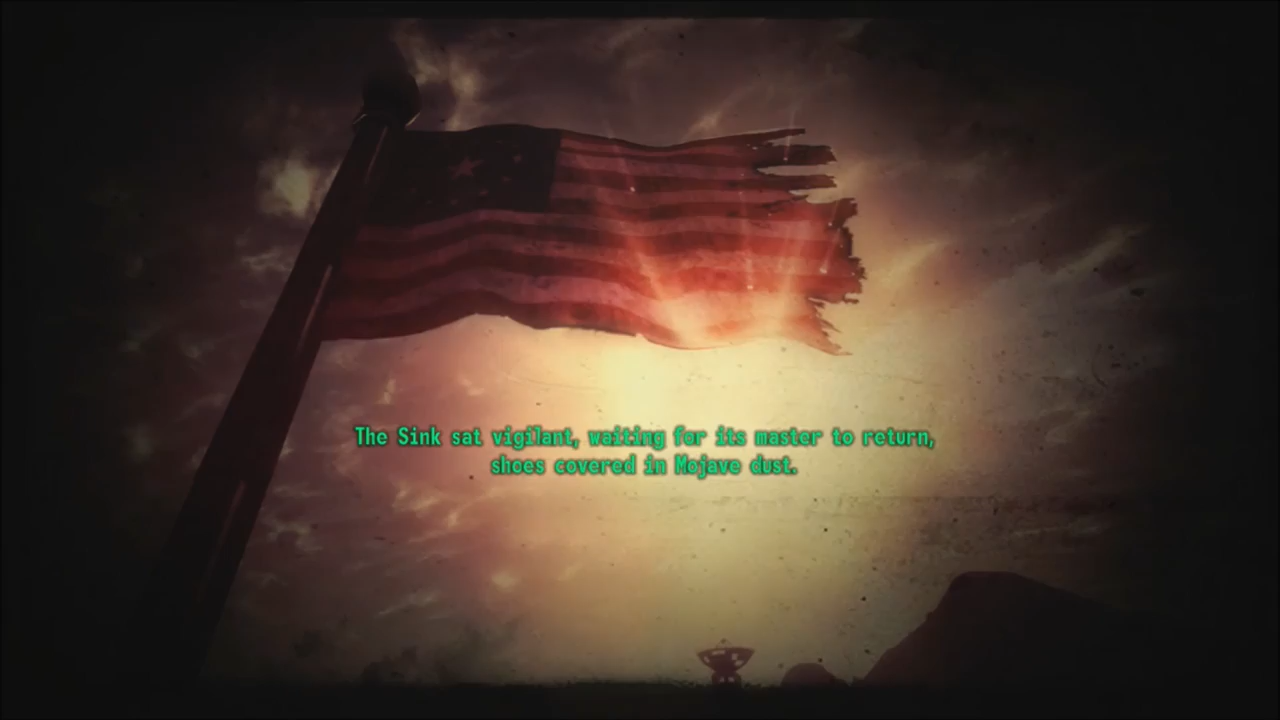 The Sink sat vigilant, waiting for its master to return,
shoes covered in Mojave dust.